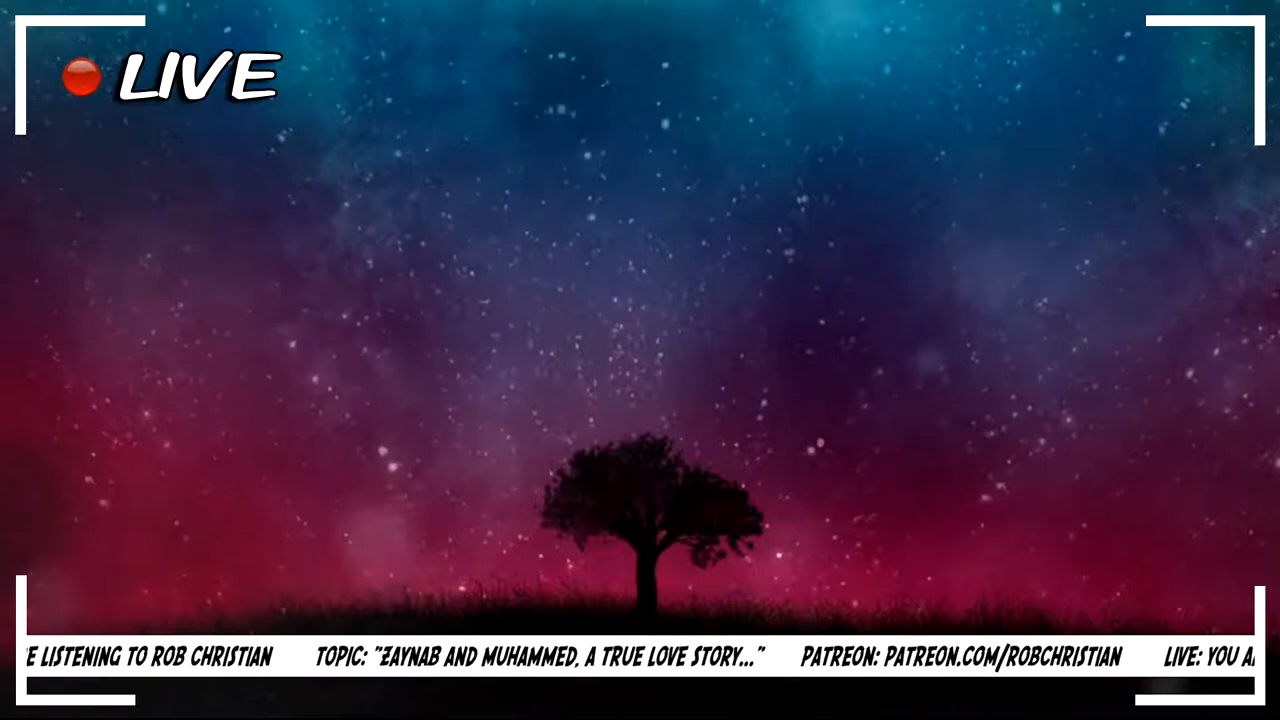 LIVE
E LISTENING TO ROB CHRISTIAN TOPIC: "ZAYNAB AND MUHAMMED, A TRUE LOVE STORY..." PATREON: PATREON.COM/ROBCHRISTIAN LIVE: YOU A